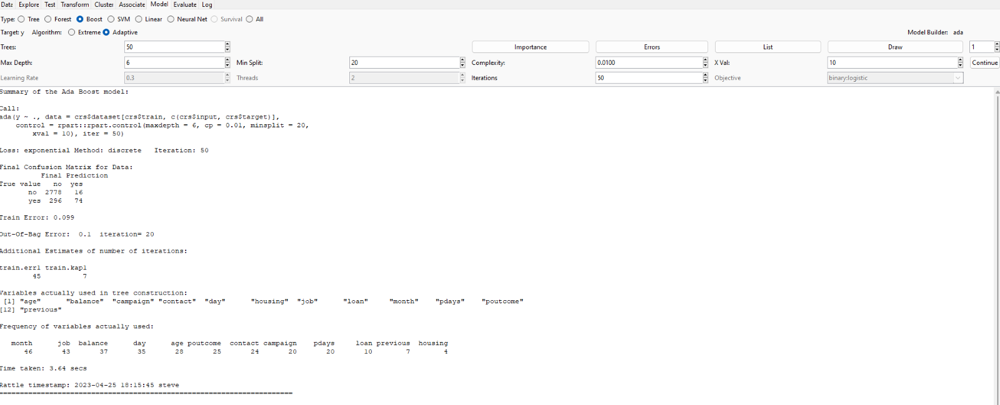 Data Explore Test Transform Cluster Associate Model Evaluate Log
Type: Tree Forest Boost SVM Linear Neural Net Survival All
Target: y Algorithm: Extreme Adaptive Model Builder: ada
Trees: 50 Importance Errors List Draw 1
Max Depth: 6 Min Split: 20 Complexity: 0.0100 X Val: 10 Continue
Learning Rate 0.3 Threads 2 Iterations 50 Objective binary:logistic
Summary of the Ada Boost model:
Call:
ada(y ~ ., data = crs$dataset[crs$train, c(crs$input, crs$target)],
control = rpart::rpart.control(maxdepth = 6, cp = 0.01, minsplit = 20,
xval = 10), iter = 50)
Loss: exponential Method: discrete Iteration: 50
Final Confusion Matrix for Data:
Final Prediction
True value no yes
no 2778 16
yes 296 74
Train Error: 0.099
Out-Of-Bag Error: 0.1 iteration= 20
Additional Estimates of number of iterations:
train.err1 train.kap1
45 7
Variables actually used in tree construction:
[1] "age" "balance" "campaign" "contact" "day" "housing" "job" "loan" "month" "pdays" "poutcome"
[12] "previous"
Frequency of variables actually used:
month job balance day age poutcome contact campaign pdays loan previous housing
46 43 37 35 28 25 24 20 20 10 7 4
Time taken: 3.64 secs
Rattle timestamp: 2023-04-25 18:15:45 steve
======================================================================